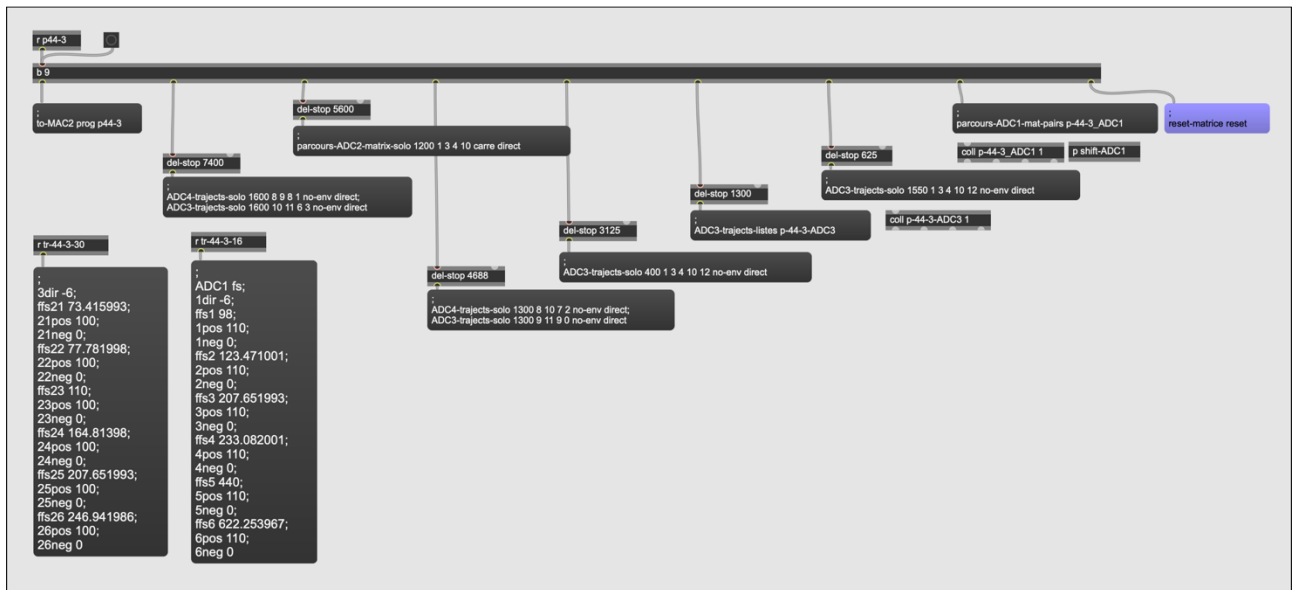 r p44-3
b 9
;
to-MAC2 prog p44-3
del-stop 7400
;
ADC4-trajects-solo 1600 8 9 8 1 no-env direct;
ADC3-trajects-solo 1600 10 11 6 3 no-env direct
del-stop 5600
;
parcours-ADC2-matrix-solo 1200 1 3 4 10 carre direct
del-stop 4688
;
ADC4-trajects-solo 1300 8 10 7 2 no-env direct;
ADC3-trajects-solo 1300 9 11 9 0 no-env direct
del-stop 3125
;
ADC3-trajects-solo 400 1 3 4 10 12 no-env direct
del-stop 1300
;
ADC3-trajects-listes p-44-3-ADC3
del-stop 625
;
ADC3-trajects-solo 1550 1 3 4 10 12 no-env direct
;
parcours-ADC1-mat-pairs p-44-3_ADC1
coll p-44-3_ADC1 1
p shift-ADC1
coll p-44-3-ADC3 1
;
reset-matrice reset
r tr-44-3-30
;
3dir -6;
ffs21 73.415993;
21pos 100;
21neg 0;
ffs22 77.781998;
22pos 100;
22neg 0;
ffs23 110;
23pos 100;
23neg 0;
ffs24 164.81398;
24pos 100;
24neg 0;
ffs25 207.651993;
25pos 100;
25neg 0;
ffs26 246.941986;
26pos 100;
26neg 0
r tr-44-3-16
;
ADC1 fs;
1dir -6;
ffs1 98;
1pos 110;
1neg 0;
ffs2 123.471001;
2pos 110;
2neg 0;
ffs3 207.651993;
3pos 110;
3neg 0;
ffs4 233.082001;
4pos 110;
4neg 0;
ffs5 440;
5pos 110;
5neg 0;
ffs6 622.253967;
6pos 110;
6neg 0